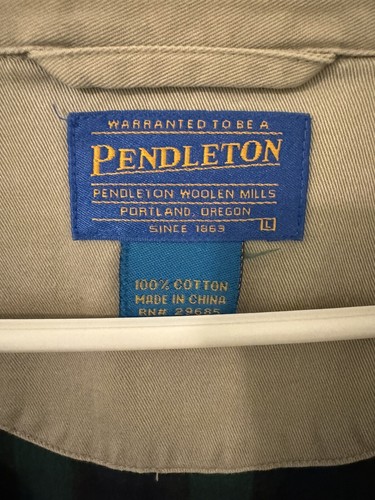 WARRANTED TO BE A
PENDLETON
PENDLETON WOOLEN MILLS
PORTLAND, OREGON
SINCE 1863 L
100% COTTON
MADE IN CHINA
RN# 29685